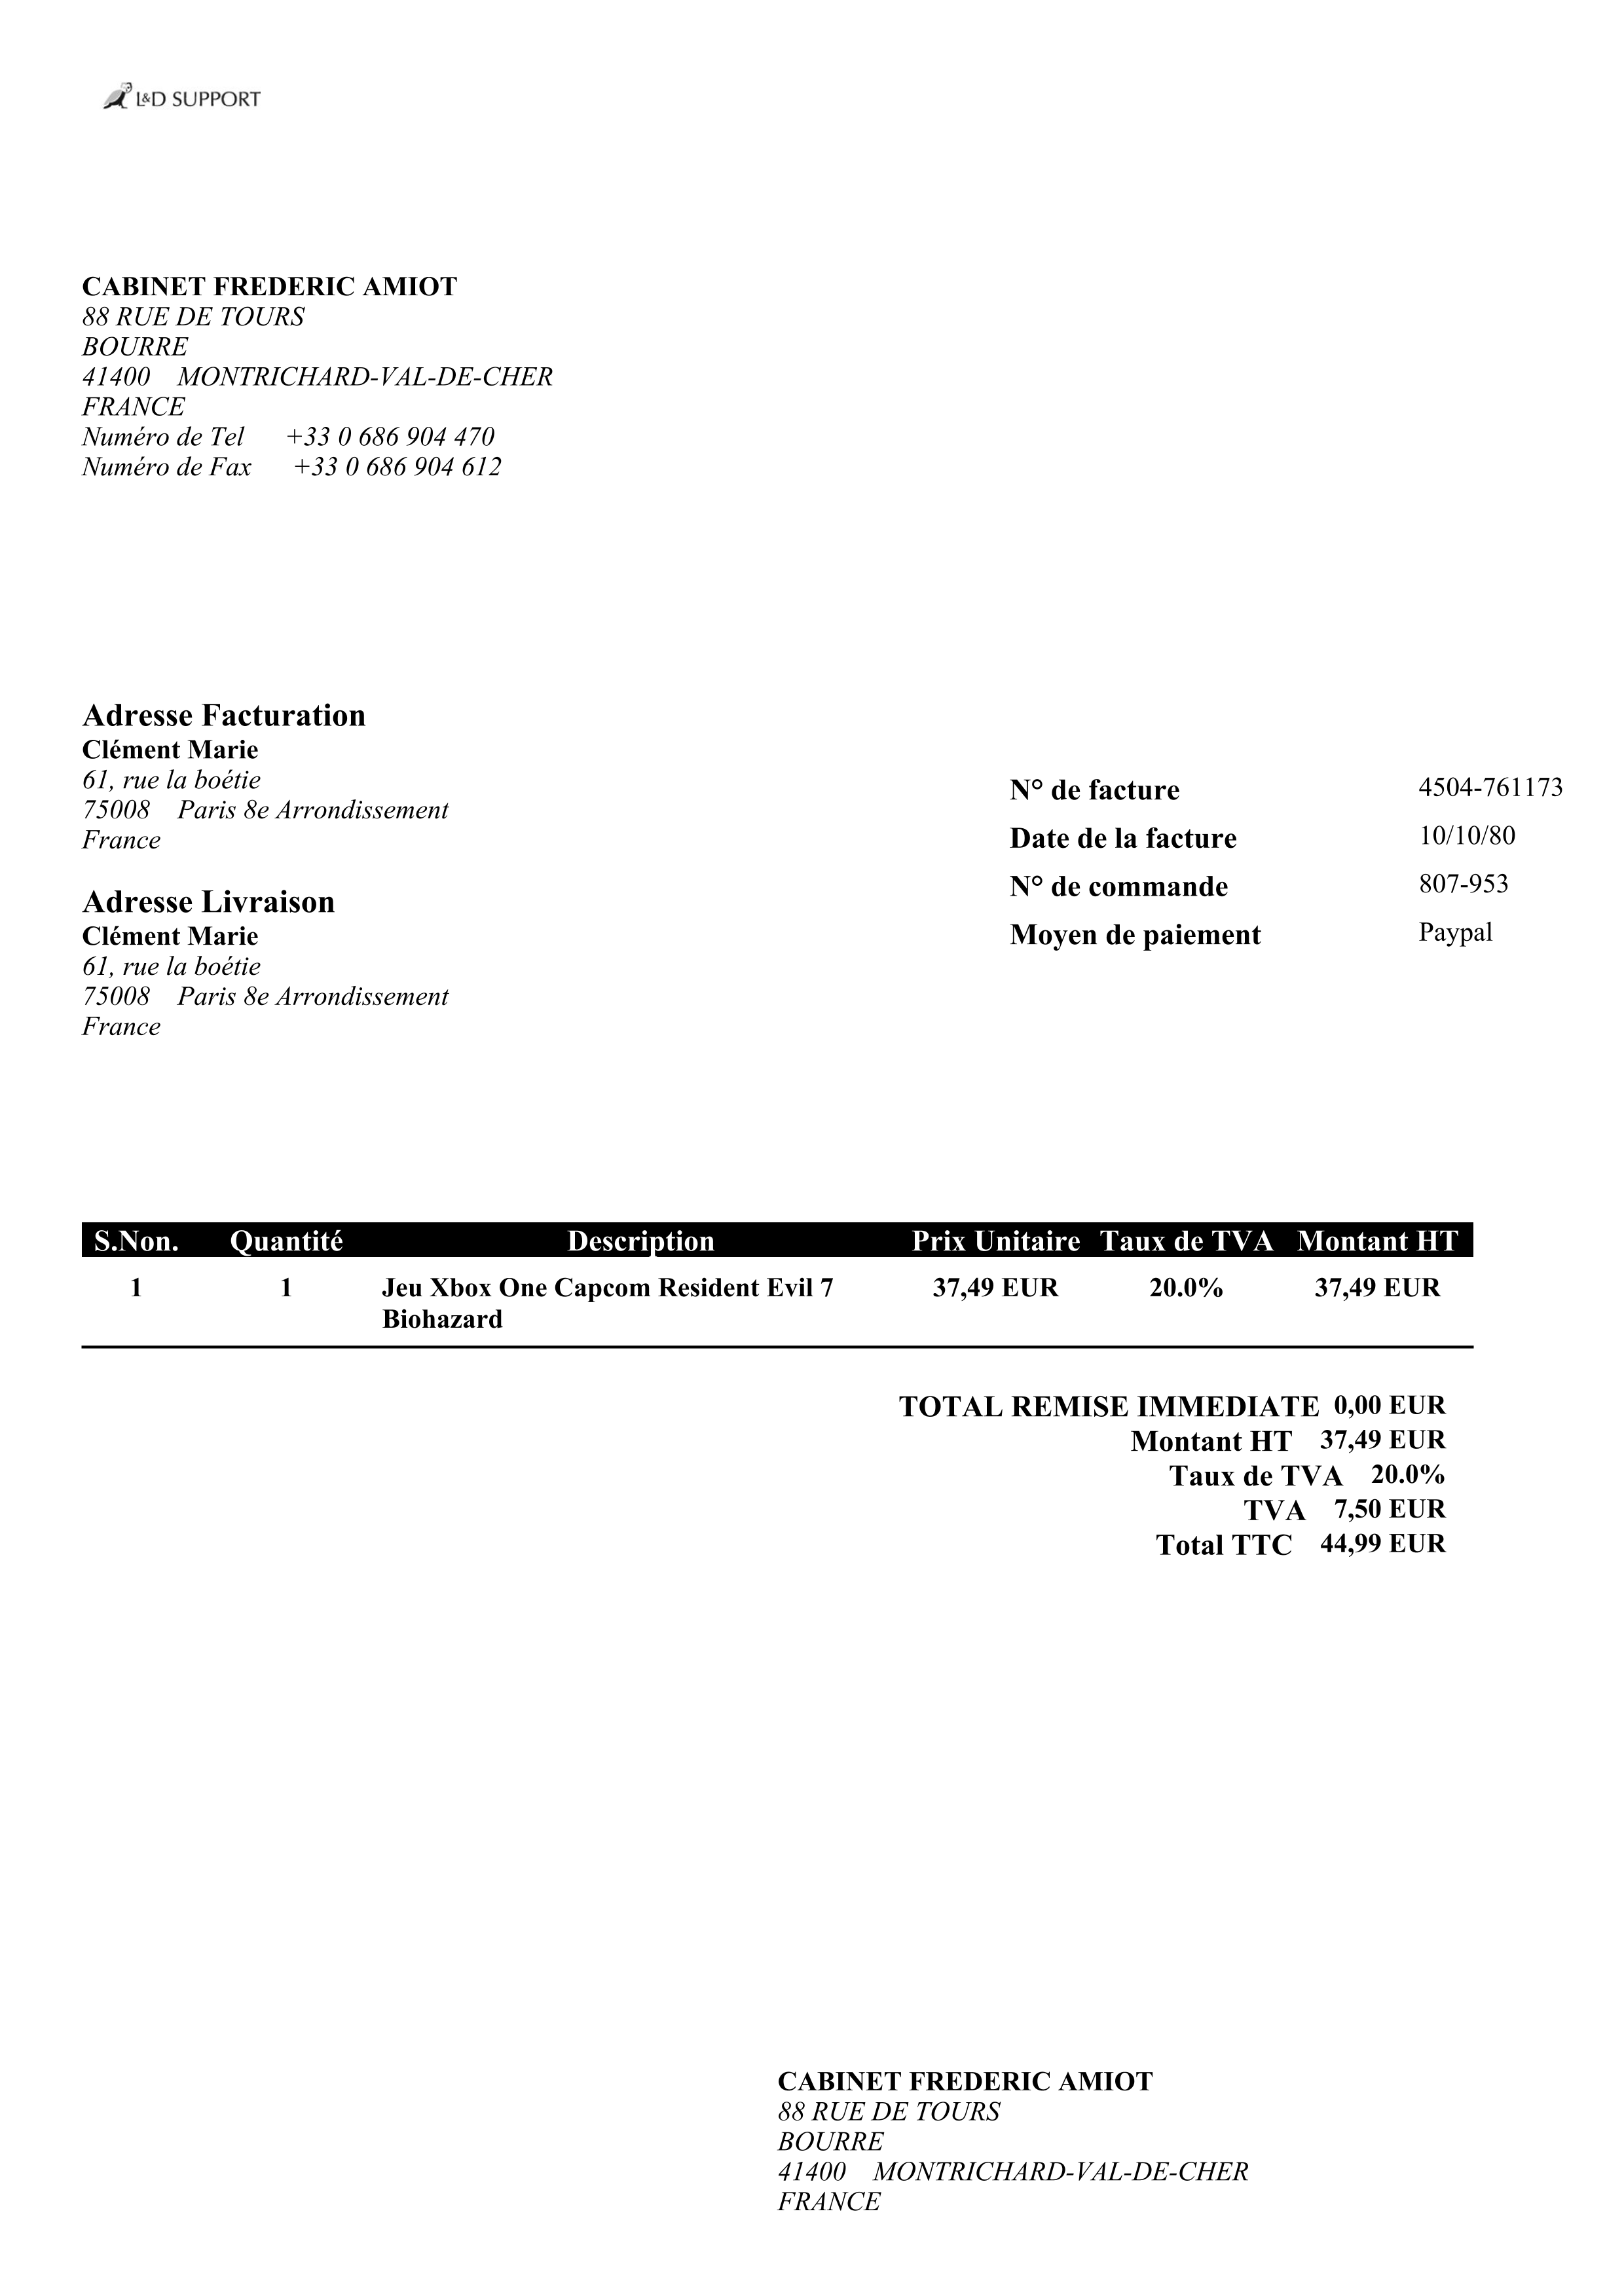 L&D SUPPORT
CABINET FREDERIC AMIOT
88 RUE DE TOURS
BOURRE
41400 MONTRICHARD-VAL-DE-CHER
FRANCE
Numéro de Tel +33 0 686 904 470
Numéro de Fax +33 0 686 904 612
Adresse Facturation
Clément Marie
61, rue la boétie
75008 Paris 8e Arrondissement
France
Adresse Livraison
Clément Marie
61, rue la boétie
75008 Paris 8e Arrondissement
France
N° de facture 4504-761173
Date de la facture 10/10/80
N° de commande 807-953
Moyen de paiement Paypal
S.Non. Quantité Description Prix Unitaire Taux de TVA Montant HT
1 1 Jeu Xbox One Capcom Resident Evil 7 37,49 EUR 20.0% 37,49 EUR
Biohazard
TOTAL REMISE IMMEDIATE 0,00 EUR
Montant HT 37,49 EUR
Taux de TVA 20.0%
TVA 7,50 EUR
Total TTC 44,99 EUR
CABINET FREDERIC AMIOT
88 RUE DE TOURS
BOURRE
41400 MONTRICHARD-VAL-DE-CHER
FRANCE